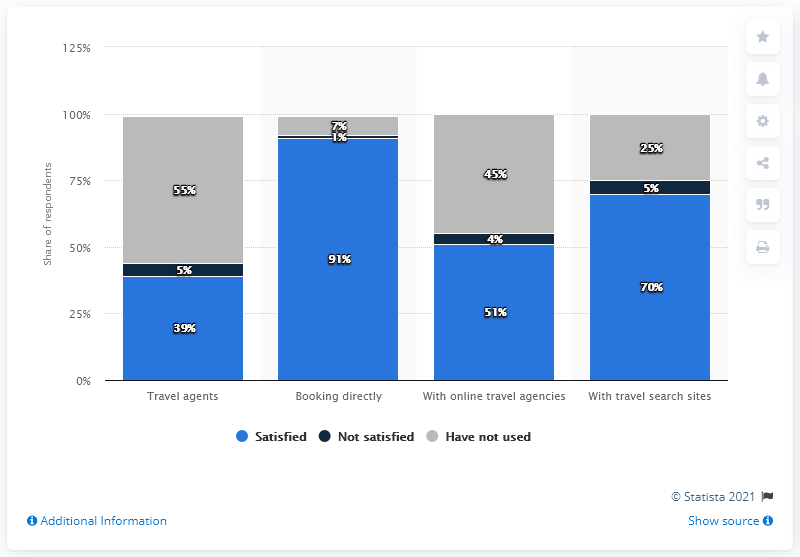 125%
100%
75%
50%
25%
0%
Share of respondents
55%
5%
39%
7%
1%
91%
45%
4%
51%
25%
5%
70%
Travel agents
Booking directly
With online travel agencies
With travel search sites
Satisfied
Not satisfied
Have not used
© Statista 2021
Additional Information
Show source